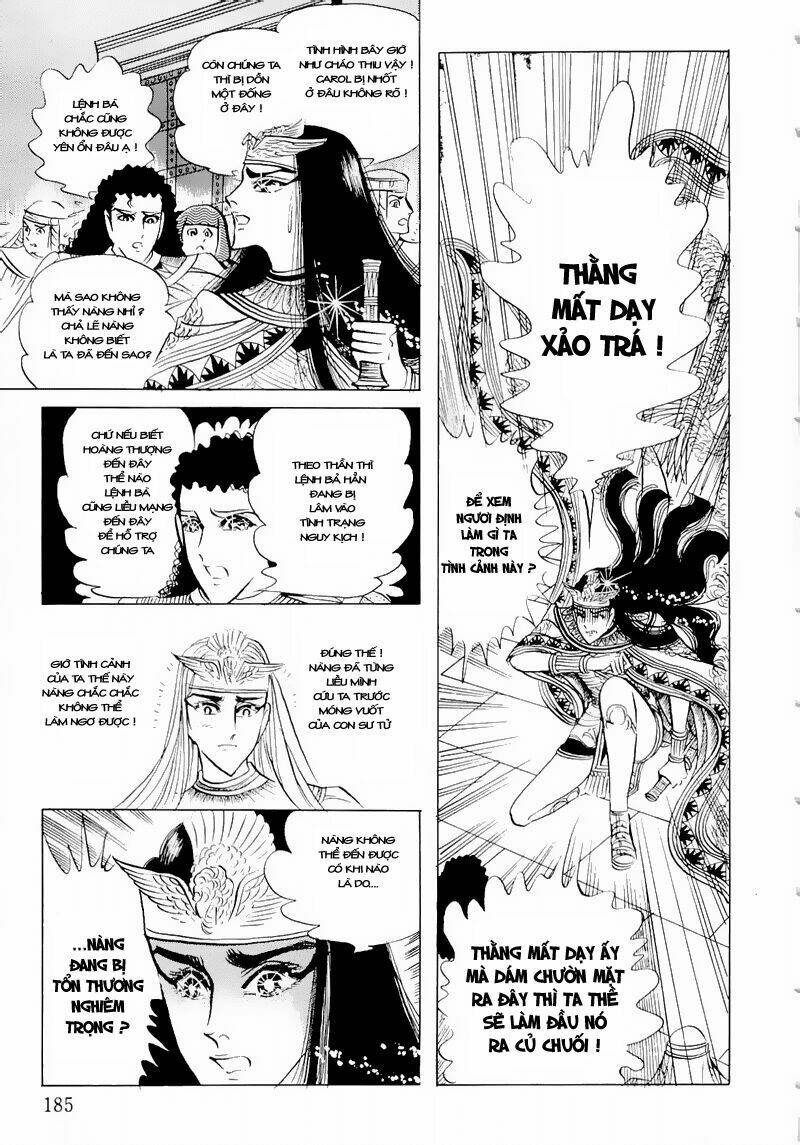 THẰNG
MẤT DẠY
XẢO TRÁ !
ĐỂ XEM
NGƯƠI ĐỊNH
LÀM GÌ TA
TRONG
TÌNH CẢNH NÀY ?
THẰNG MẤT DẠY ẤY
MÀ DÁM CHƯỜN MẶT
RA ĐÂY THÌ TA THỀ
SẼ LÀM ĐẦU NÓ
RA CỦ CHUỐI !
TÌNH HÌNH BÂY GIỜ
NHƯ CHÁO THIU VẬY !
CAROL BỊ NHỐT
Ở ĐÂU KHÔNG RÕ !
CÒN CHÚNG TA
THÌ BỊ DỒN
MỘT ĐỐNG
Ở ĐÂY !
LỆNH BÀ
CHẮC CŨNG
KHÔNG ĐƯỢC
YÊN ỔN ĐÂU Ạ !
MÀ SAO KHÔNG
THẤY NÀNG NHỈ ?
CHẢ LẼ NÀNG
KHÔNG BIẾT
LÀ TA ĐÃ ĐẾN SAO?
THEO THẦN THÌ
LỆNH BÀ HẲN
ĐANG BỊ
LÂM VÀO
TÌNH TRẠNG
NGUY KỊCH !
CHỨ NẾU BIẾT
HOÀNG THƯỢNG
ĐẾN ĐÂY
THẾ NÀO
LỆNH BÀ
CŨNG LIỀU MẠNG
ĐẾN ĐÂY
ĐỂ HỖ TRỢ
CHÚNG TA
ĐÚNG THẾ !
NÀNG ĐÃ TỪNG
LIỀU MÌNH
CỨU TA TRƯỚC
MÓNG VUỐT
CỦA CON SƯ TỬ
GIỜ TÌNH CẢNH
CỦA TA THẾ NÀY
NÀNG CHẮC CHẮC
KHÔNG THỂ
LÀM NGƠ ĐƯỢC !
NÀNG KHÔNG
THỂ ĐẾN ĐƯỢC
CÓ KHI NÀO
LÀ DO...
...NÀNG
ĐANG BỊ
TỔN THƯƠNG
NGHIÊM
TRỌNG ?
185